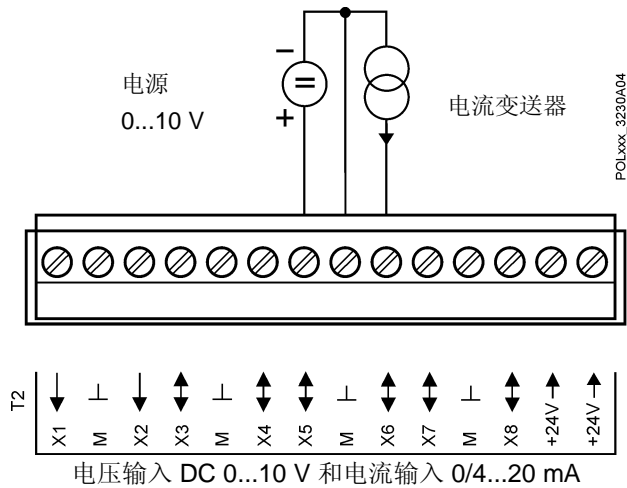 电源
0...10 V
电流变送器
POLxxx_3230A04
T2
X1 M X2 X3 M X4 X5 M X6 X7 M X8 +24V +24V
电压输入 DC 0...10 V 和电流输入 0/4...20 mA